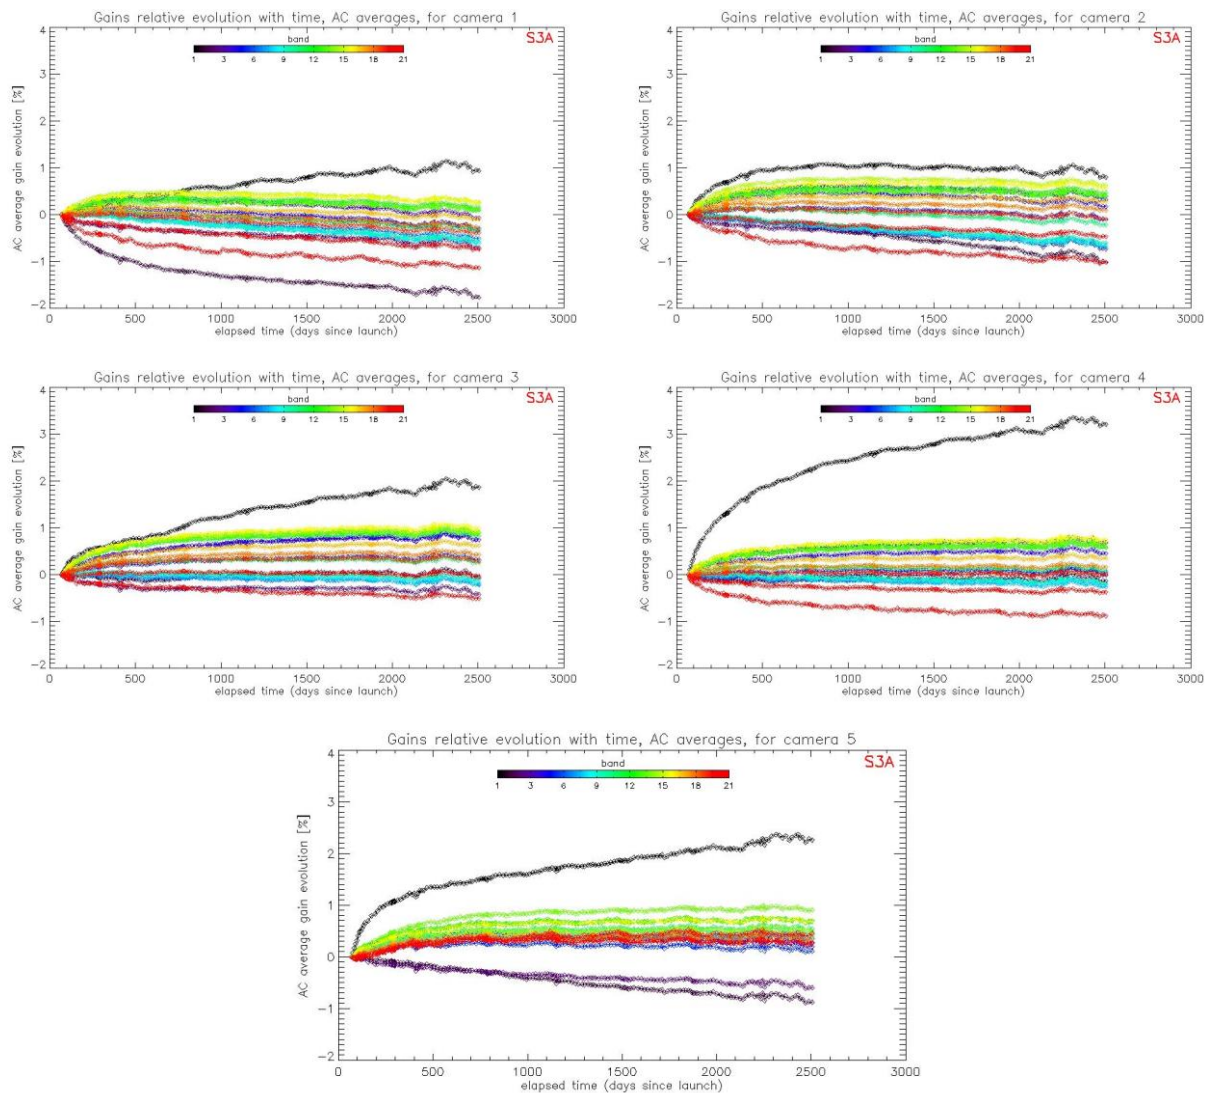 Gains relative evolution with time, AC averages, for camera 1
S3A
band
1 3 6 9 12 15 18 21
AC average gain evolution [%]
4
3
2
1
0
−1
−2
0 500 1000 1500 2000 2500 3000
elapsed time (days since launch)
Gains relative evolution with time, AC averages, for camera 2
S3A
band
1 3 6 9 12 15 18 21
AC average gain evolution [%]
4
3
2
1
0
−1
−2
0 500 1000 1500 2000 2500 3000
elapsed time (days since launch)
Gains relative evolution with time, AC averages, for camera 3
S3A
band
1 3 6 9 12 15 18 21
AC average gain evolution [%]
4
3
2
1
0
−1
−2
0 500 1000 1500 2000 2500 3000
elapsed time (days since launch)
Gains relative evolution with time, AC averages, for camera 4
S3A
band
1 3 6 9 12 15 18 21
AC average gain evolution [%]
4
3
2
1
0
−1
−2
0 500 1000 1500 2000 2500 3000
elapsed time (days since launch)
Gains relative evolution with time, AC averages, for camera 5
S3A
band
1 3 6 9 12 15 18 21
AC average gain evolution [%]
4
3
2
1
0
−1
−2
0 500 1000 1500 2000 2500 3000
elapsed time (days since launch)